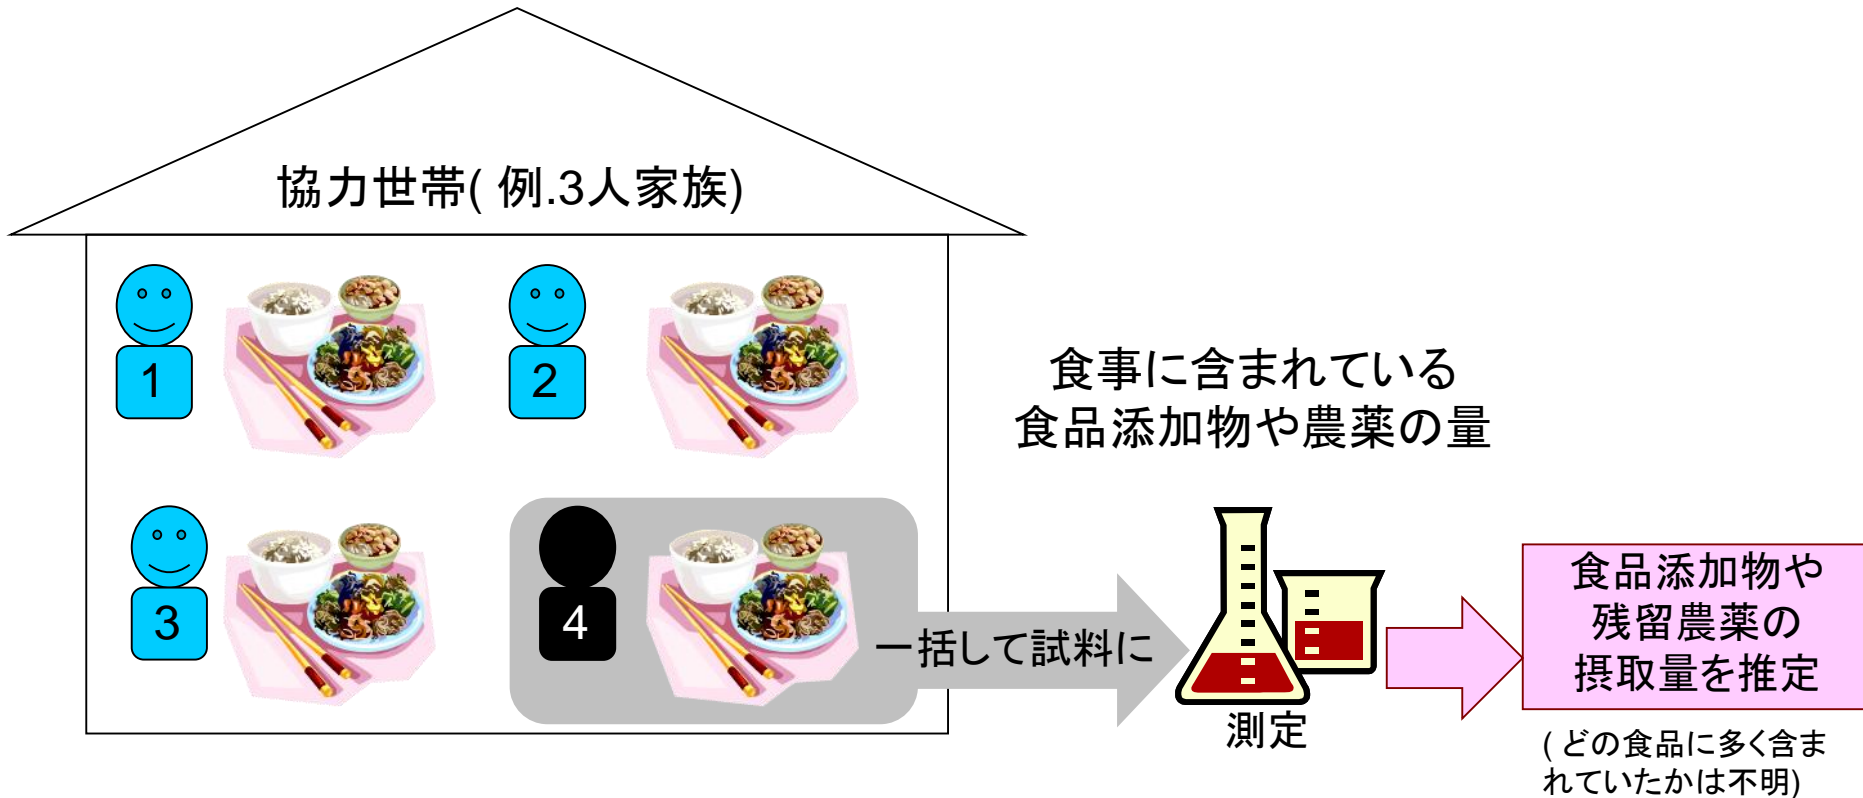 協力世帯( 例.3人家族)
1
2
3
4
一括して試料に
食事に含まれている
食品添加物や農薬の量
測定
食品添加物や
残留農薬の
摂取量を推定
( どの食品に多く含ま
れていたかは不明)